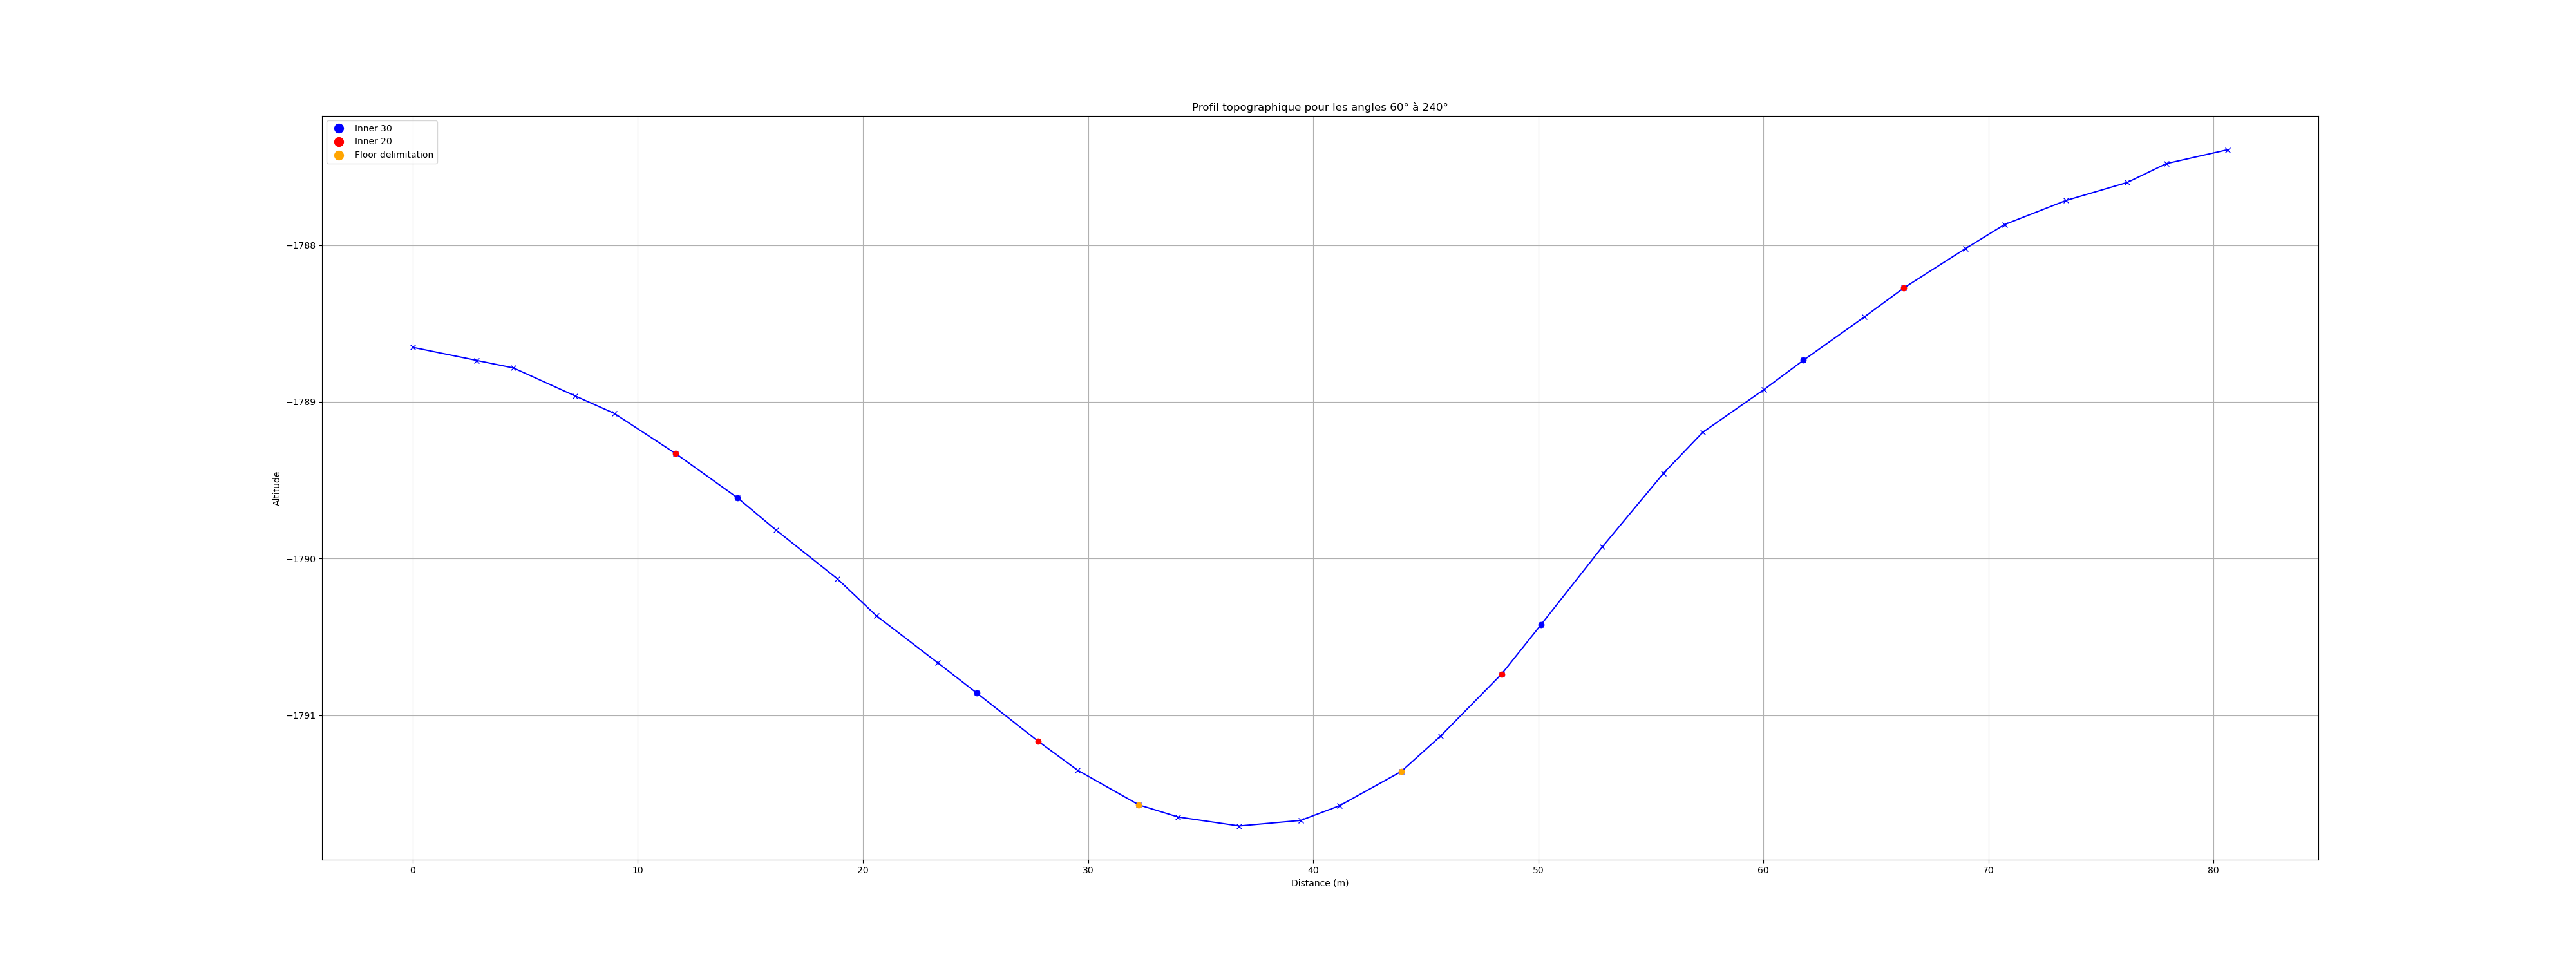 Profil topographique pour les angles 60° à 240°
Inner 30
Inner 20
Floor delimitation
−1788
−1789
−1790
−1791
Altitude
0 10 20 30 40 50 60 70 80
Distance (m)